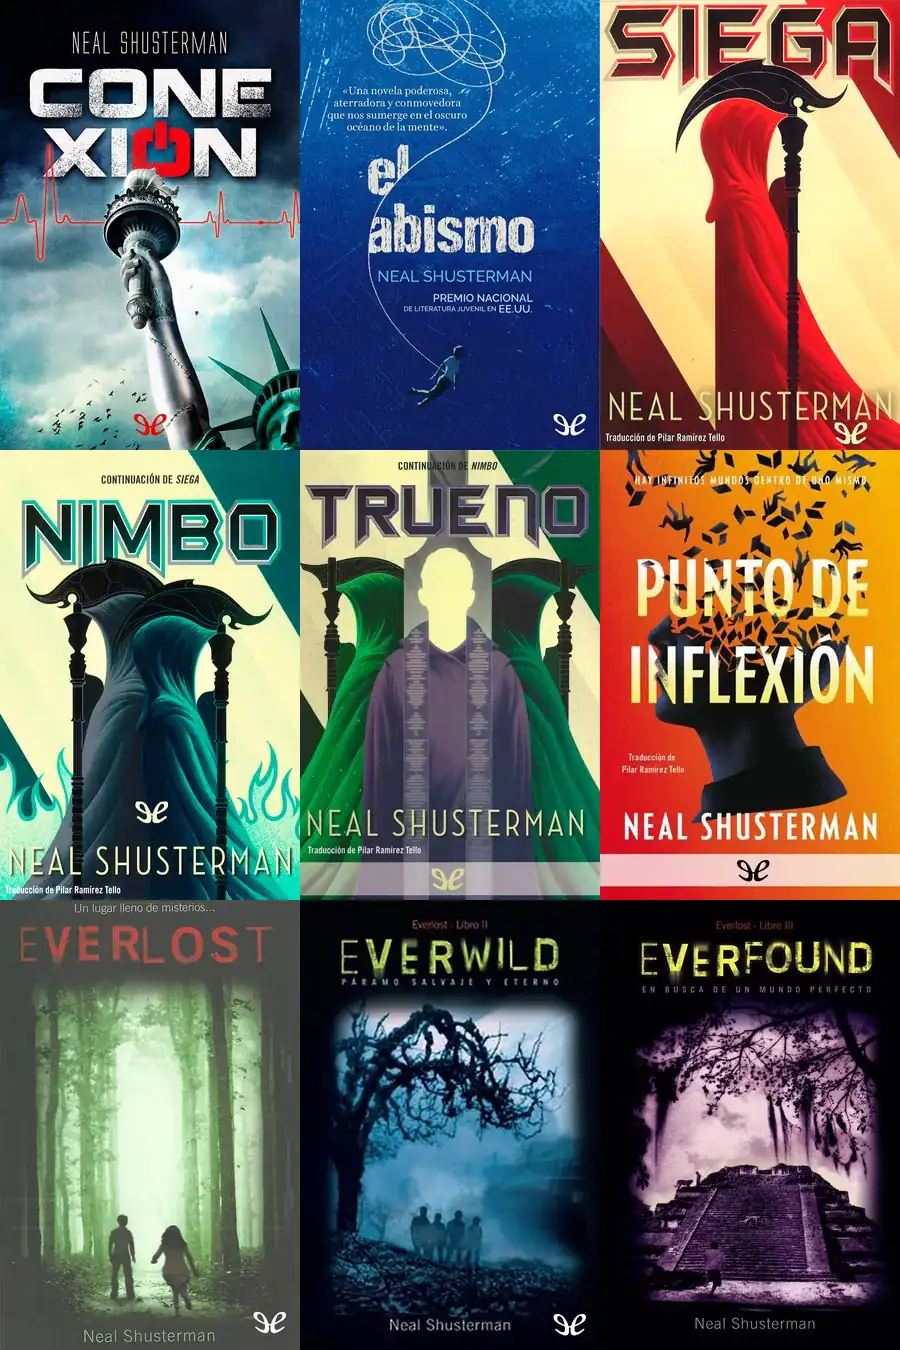 NEAL SHUSTERMAN
CONE
XIÓN
«Una novela poderosa,
aterradora y conmovedora
que nos sumerge en el oscuro
océano de la mente».
el
abismo
NEAL SHUSTERMAN
PREMIO NACIONAL
DE LITERATURA JUVENIL EN EE.UU.
SIEGA
NEAL SHUSTERMAN
Traducción de Pilar Ramírez Tello
CONTINUACIÓN DE SIEGA
NIMBO
NEAL SHUSTERMAN
Traducción de Pilar Ramírez Tello
CONTINUACIÓN DE NIMBO
TRUENO
NEAL SHUSTERMAN
Traducción de Pilar Ramírez Tello
HAY INFINITOS MUNDOS DENTRO DE UNO MISMO
PUNTO DE
INFLEXIÓN
Traducción de
Pilar Ramírez Tello
NEAL SHUSTERMAN
Un lugar lleno de misterios...
EVERLOST
Neal Shusterman
Everlost - Libro II
EVERWILD
PÁRAMO SALVAJE Y ETERNO
Neal Shusterman
Everlost - Libro III
EVERFOUND
EN BUSCA DE UN MUNDO PERFECTO
Neal Shusterman